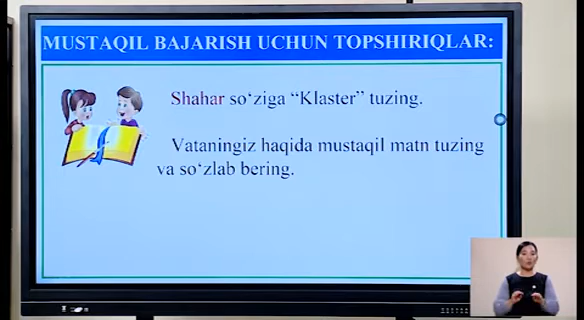 MUSTAQIL BAJARISH UCHUN TOPSHIRIQLAR:
Shahar so‘ziga “Klaster” tuzing.
Vataningiz haqida mustaqil matn tuzing
va so‘zlab bering.